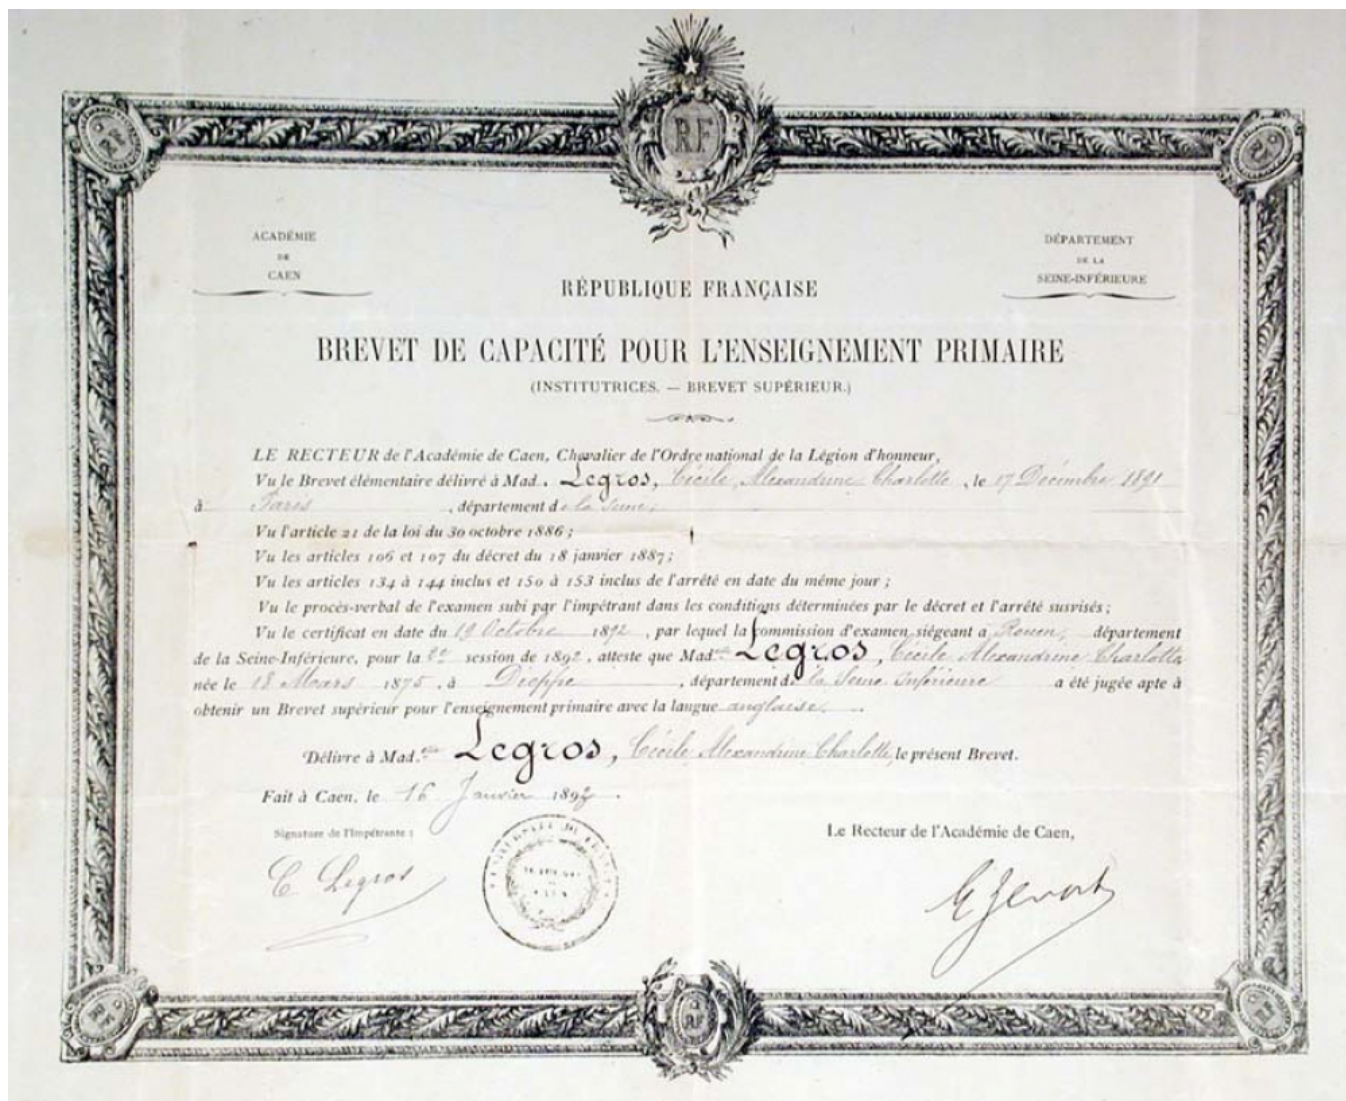 RF
RF
ACADÉMIE
DE
CAEN
DÉPARTEMENT
DE LA
SEINE-INFÉRIEURE
RÉPUBLIQUE FRANÇAISE
BREVET DE CAPACITÉ POUR L'ENSEIGNEMENT PRIMAIRE
(INSTITUTRICES. — BREVET SUPÉRIEUR.)
LE RECTEUR de l'Académie de Caen, Chevalier de l'Ordre national de la Légion d'honneur,
Vu le Brevet élémentaire délivré à Mad. Legros, Cécile Alexandrine Charlotte, le 17 Décembre 1891
à Paris, département de la Seine;
Vu l'article 21 de la loi du 30 octobre 1886;
Vu les articles 106 et 107 du décret du 18 janvier 1887;
Vu les articles 134 à 144 inclus et 150 à 153 inclus de l'arrêté en date du même jour;
Vu le procès-verbal de l'examen subi par l'impétrant dans les conditions déterminées par le décret et l'arrêté susvisés;
Vu le certificat en date du 19 Octobre 1892, par lequel la commission d'examen siégeant à Rouen, département
de la Seine-Inférieure, pour la 2e session de 1892, atteste que Mad.elle Legros, Cécile Alexandrine Charlotte
née le 18 Mars 1875, à Dieppe, département de la Seine Inférieure a été jugée apte à
obtenir un Brevet supérieur pour l'enseignement primaire avec la langue anglaise.
Délivré à Mad.elle Legros, Cécile Alexandrine Charlotte, le présent Brevet.
Fait à Caen, le 16 Janvier 1893.
Signature de l'Impétrante:
Le Recteur de l'Académie de Caen,
C. Legros
RF